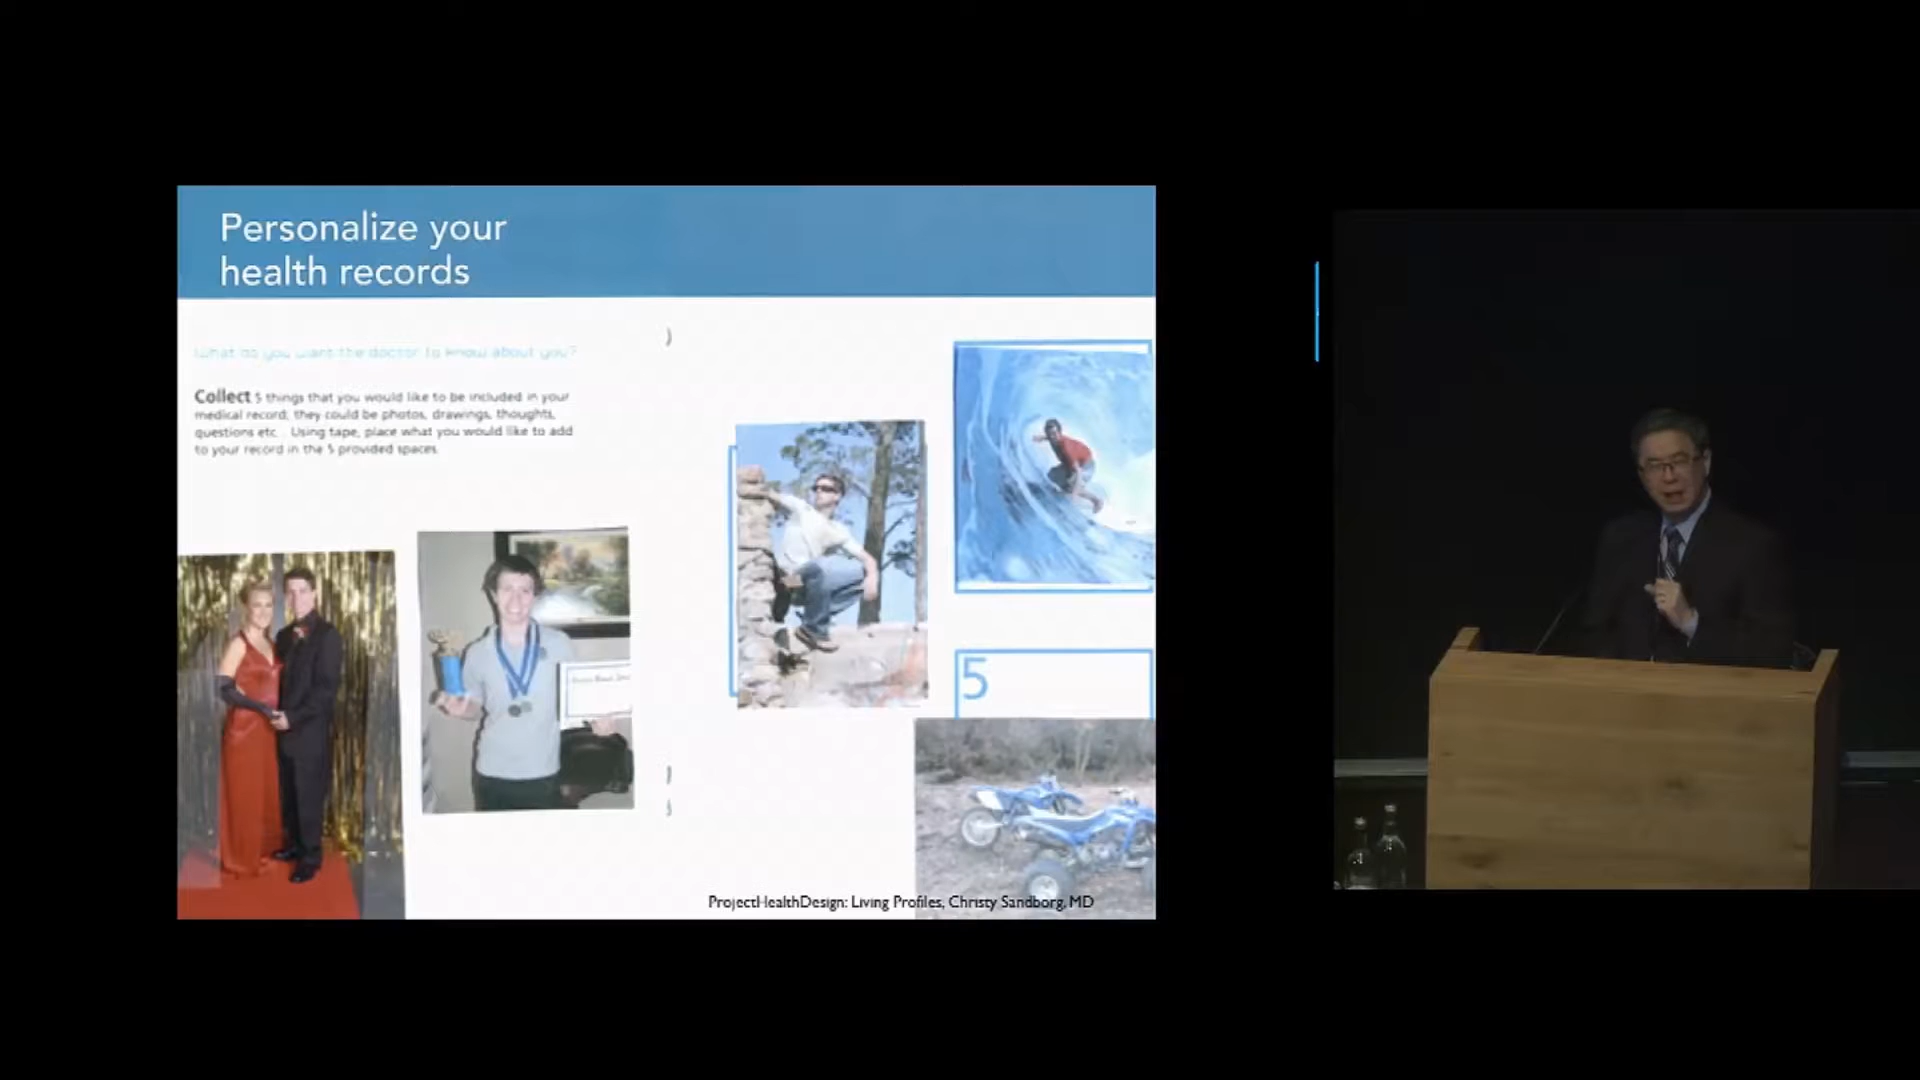 Personalize your
health records
What do you want the doctor to know about you?
Collect 5 things that you would like to be included in your
medical record; they could be photos, drawings, thoughts,
questions etc. . Using tape, place what you would like to add
to your record in the 5 provided spaces.
5
ProjectHealthDesign: Living Profiles, Christy Sandborg, MD